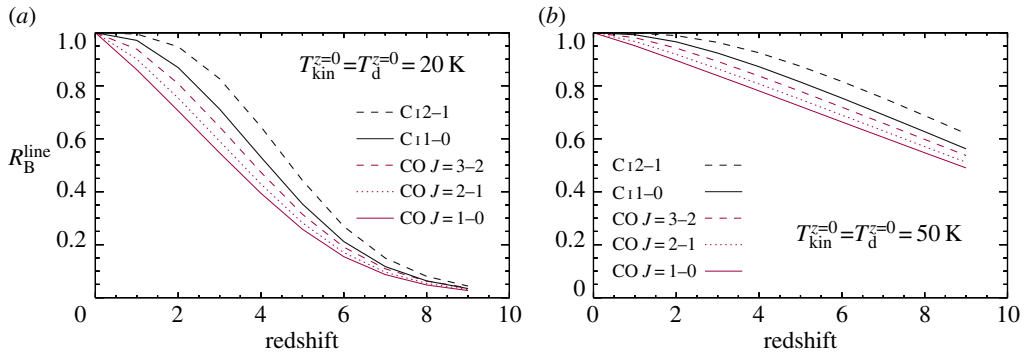 (a)
1.0
0.8
0.6
0.4
0.2
0
2
4
6
8
10
R_B^line
redshift
T_kin^z=0 = T_d^z=0 = 20 K
C I 2–1
C I 1–0
CO J = 3–2
CO J = 2–1
CO J = 1–0
(b)
1.0
0.8
0.6
0.4
0.2
0
2
4
6
8
10
redshift
C I 2–1
C I 1–0
CO J = 3–2
CO J = 2–1
CO J = 1–0
T_kin^z=0 = T_d^z=0 = 50 K